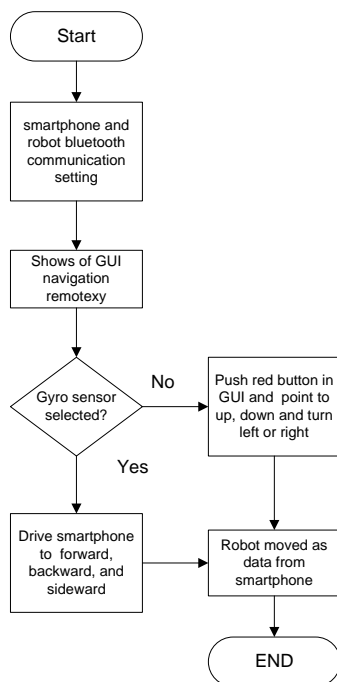 Start
smartphone and
robot bluetooth
communication
setting
Shows of GUI
navigation
remotexy
Gyro sensor
selected?
No
Push red button in
GUI and point to
up, down and turn
left or right
Yes
Drive smartphone
to forward,
backward, and
sideward
Robot moved as
data from
smartphone
END